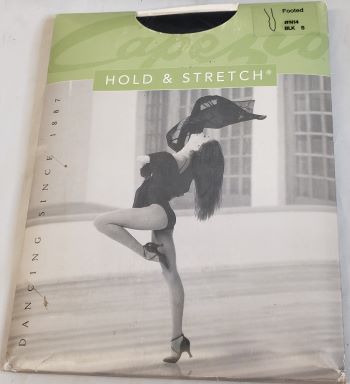 Capezio
Footed
#N14
BLK S
HOLD & STRETCH®
DANCING SINCE 1887